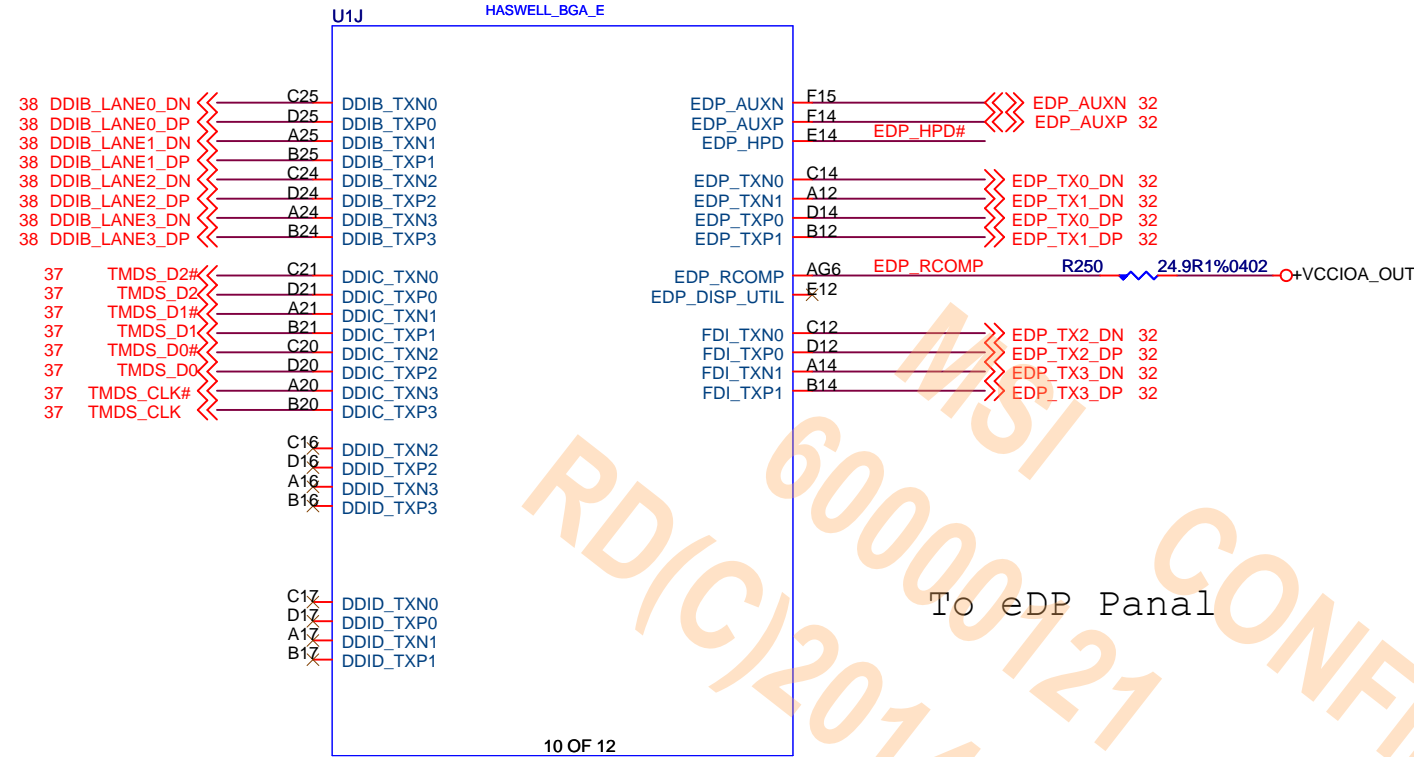 U1J HASWELL_BGA_E
38 DDIB_LANE0_DN C25 DDIB_TXN0 EDP_AUXN F15 EDP_AUXN 32
38 DDIB_LANE0_DP D25 DDIB_TXP0 EDP_AUXP F14 EDP_AUXP 32
38 DDIB_LANE1_DN A25 DDIB_TXN1 EDP_HPD E14 EDP_HPD#
38 DDIB_LANE1_DP B25 DDIB_TXP1
38 DDIB_LANE2_DN C24 DDIB_TXN2 EDP_TXN0 C14 EDP_TX0_DN 32
38 DDIB_LANE2_DP D24 DDIB_TXP2 EDP_TXN1 A12 EDP_TX1_DN 32
38 DDIB_LANE3_DN A24 DDIB_TXN3 EDP_TXP0 D14 EDP_TX0_DP 32
38 DDIB_LANE3_DP B24 DDIB_TXP3 EDP_TXP1 B12 EDP_TX1_DP 32
37 TMDS_D2# C21 DDIC_TXN0 EDP_RCOMP AG6 EDP_RCOMP R250 24.9R1%0402 +VCCIOA_OUT
37 TMDS_D2 D21 DDIC_TXP0 EDP_DISP_UTIL E12
37 TMDS_D1# A21 DDIC_TXN1
37 TMDS_D1 B21 DDIC_TXP1 FDI_TXN0 C12 EDP_TX2_DN 32
37 TMDS_D0# C20 DDIC_TXN2 FDI_TXP0 D12 EDP_TX2_DP 32
37 TMDS_D0 D20 DDIC_TXP2 FDI_TXN1 A14 EDP_TX3_DN 32
37 TMDS_CLK# A20 DDIC_TXN3 FDI_TXP1 B14 EDP_TX3_DP 32
37 TMDS_CLK B20 DDIC_TXP3
C16 DDID_TXN2
D16 DDID_TXP2
A16 DDID_TXN3
B16 DDID_TXP3
C17 DDID_TXN0
D17 DDID_TXP0
A17 DDID_TXN1
B17 DDID_TXP1
To eDP Panal
10 OF 12
MSI
60000121
RD(C)201
CONF